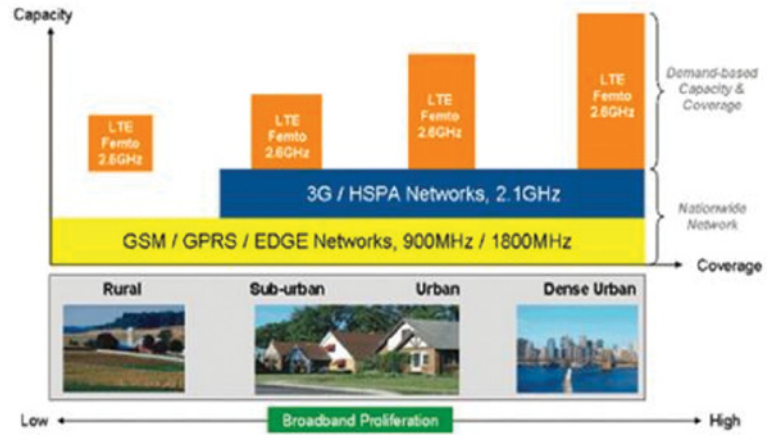 Capacity
LTE
Femto
2.6GHz
LTE
Femto
2.6GHz
LTE
Femto
2.6GHz
LTE
Femto
2.6GHz
Demand-based
Capacity &
Coverage
3G / HSPA Networks, 2.1GHz
Nationwide
Network
GSM / GPRS / EDGE Networks, 900MHz / 1800MHz
Coverage
Rural
Sub-urban
Urban
Dense Urban
Low
Broadband Proliferation
High